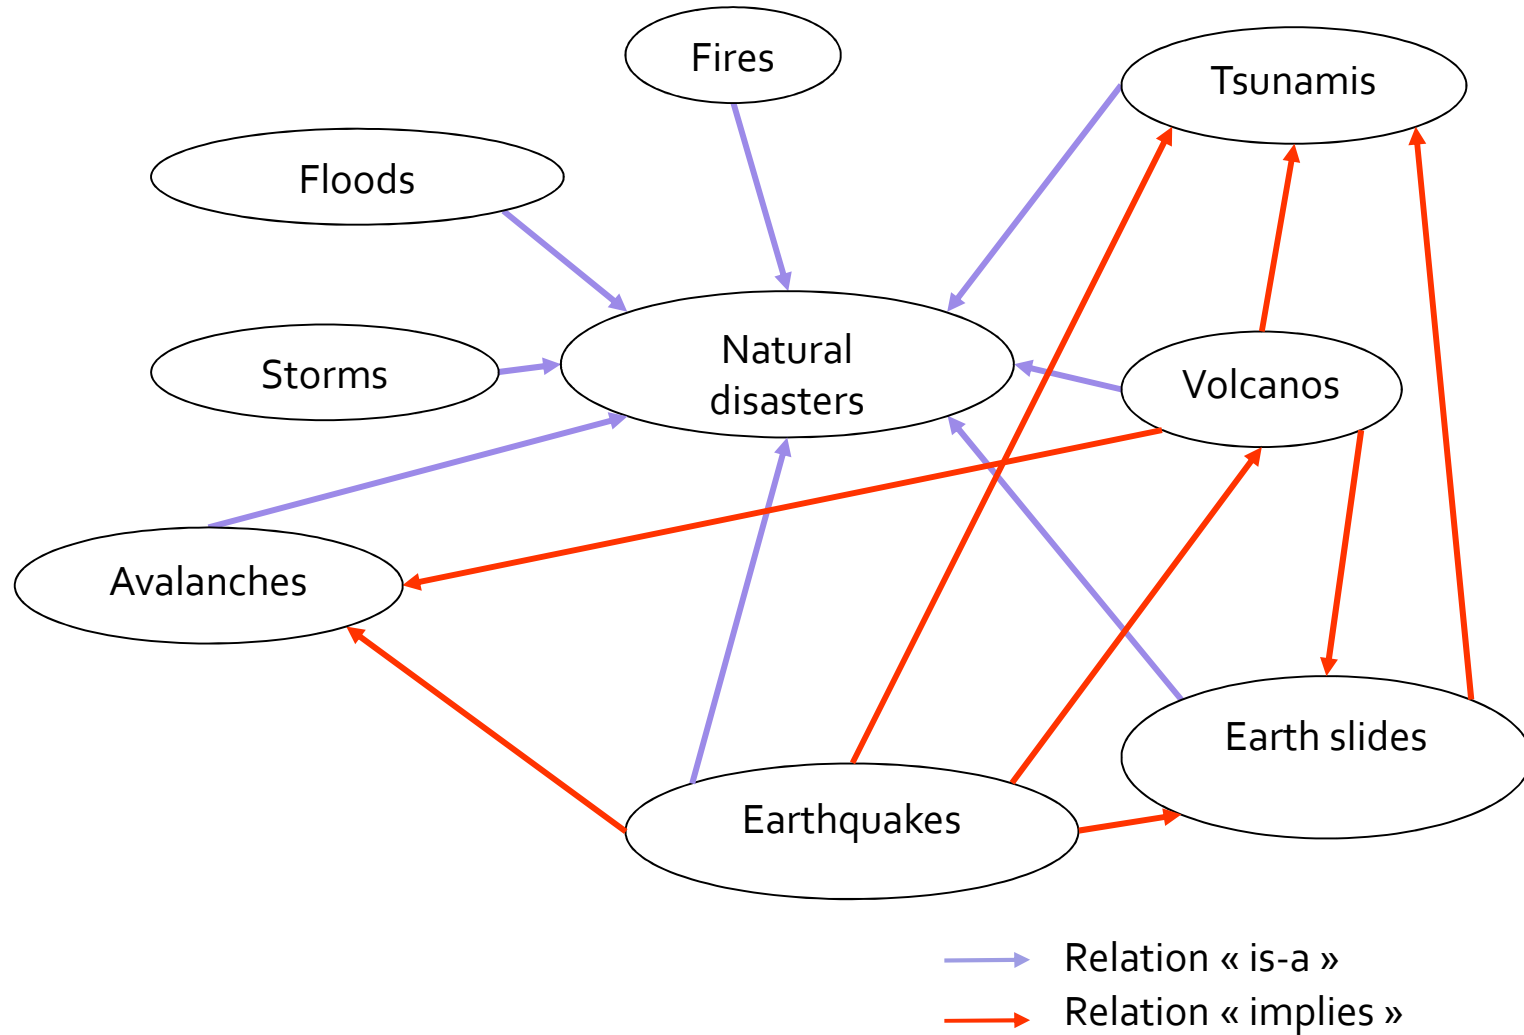 Fires
Tsunamis
Floods
Natural
disasters
Storms
Volcanos
Avalanches
Earth slides
Earthquakes
Relation « is-a »
Relation « implies »